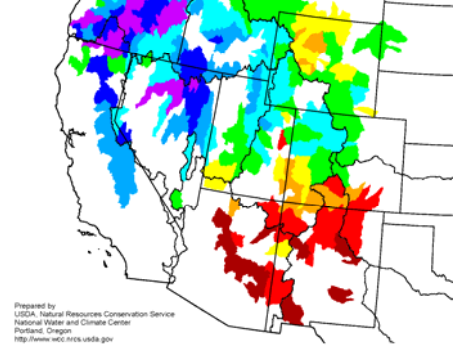 Prepared by
USDA, Natural Resources Conservation Service
National Water and Climate Center
Portland, Oregon
http://www.wcc.nrcs.usda.gov